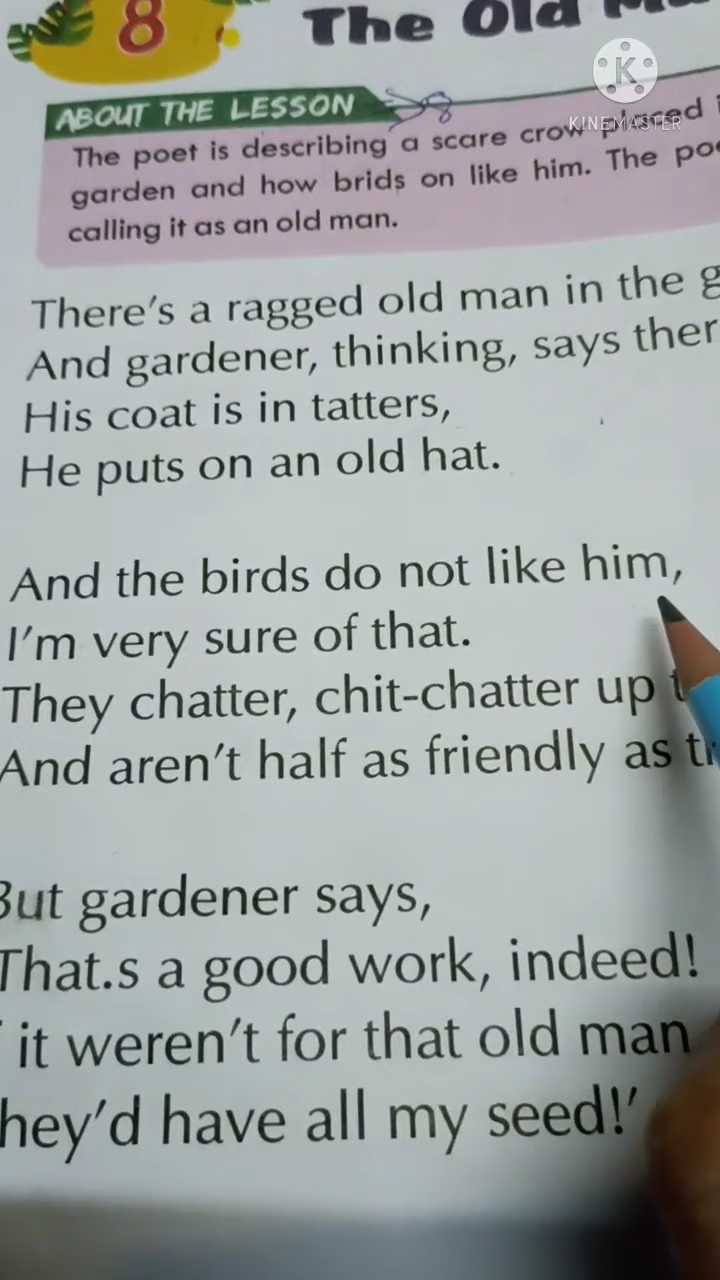 8 The Old
ABOUT THE LESSON
The poet is describing a scare crow placed
garden and how brids on like him. The
calling it as an old man.
There's a ragged old man in the
And gardener, thinking, says
His coat is in tatters,
He puts on an old hat.
And the birds do not like him,
I'm very sure of that.
They chatter, chit-chatter up
And aren't half as friendly as
But gardener says,
That.s a good work, indeed!
it weren't for that old man
hey'd have all my seed!'
K
KINEMASTER